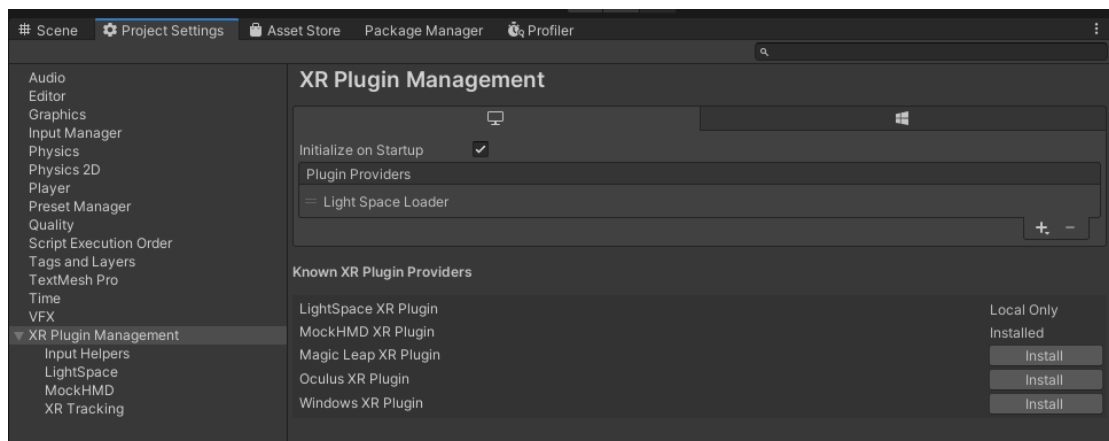 Scene
Project Settings
Asset Store
Package Manager
Profiler
Audio
Editor
Graphics
Input Manager
Physics
Physics 2D
Player
Preset Manager
Quality
Script Execution Order
Tags and Layers
TextMesh Pro
Time
VFX
XR Plugin Management
Input Helpers
LightSpace
MockHMD
XR Tracking
XR Plugin Management
Initialize on Startup
Plugin Providers
Light Space Loader
Known XR Plugin Providers
LightSpace XR Plugin Local Only
MockHMD XR Plugin Installed
Magic Leap XR Plugin Install
Oculus XR Plugin Install
Windows XR Plugin Install